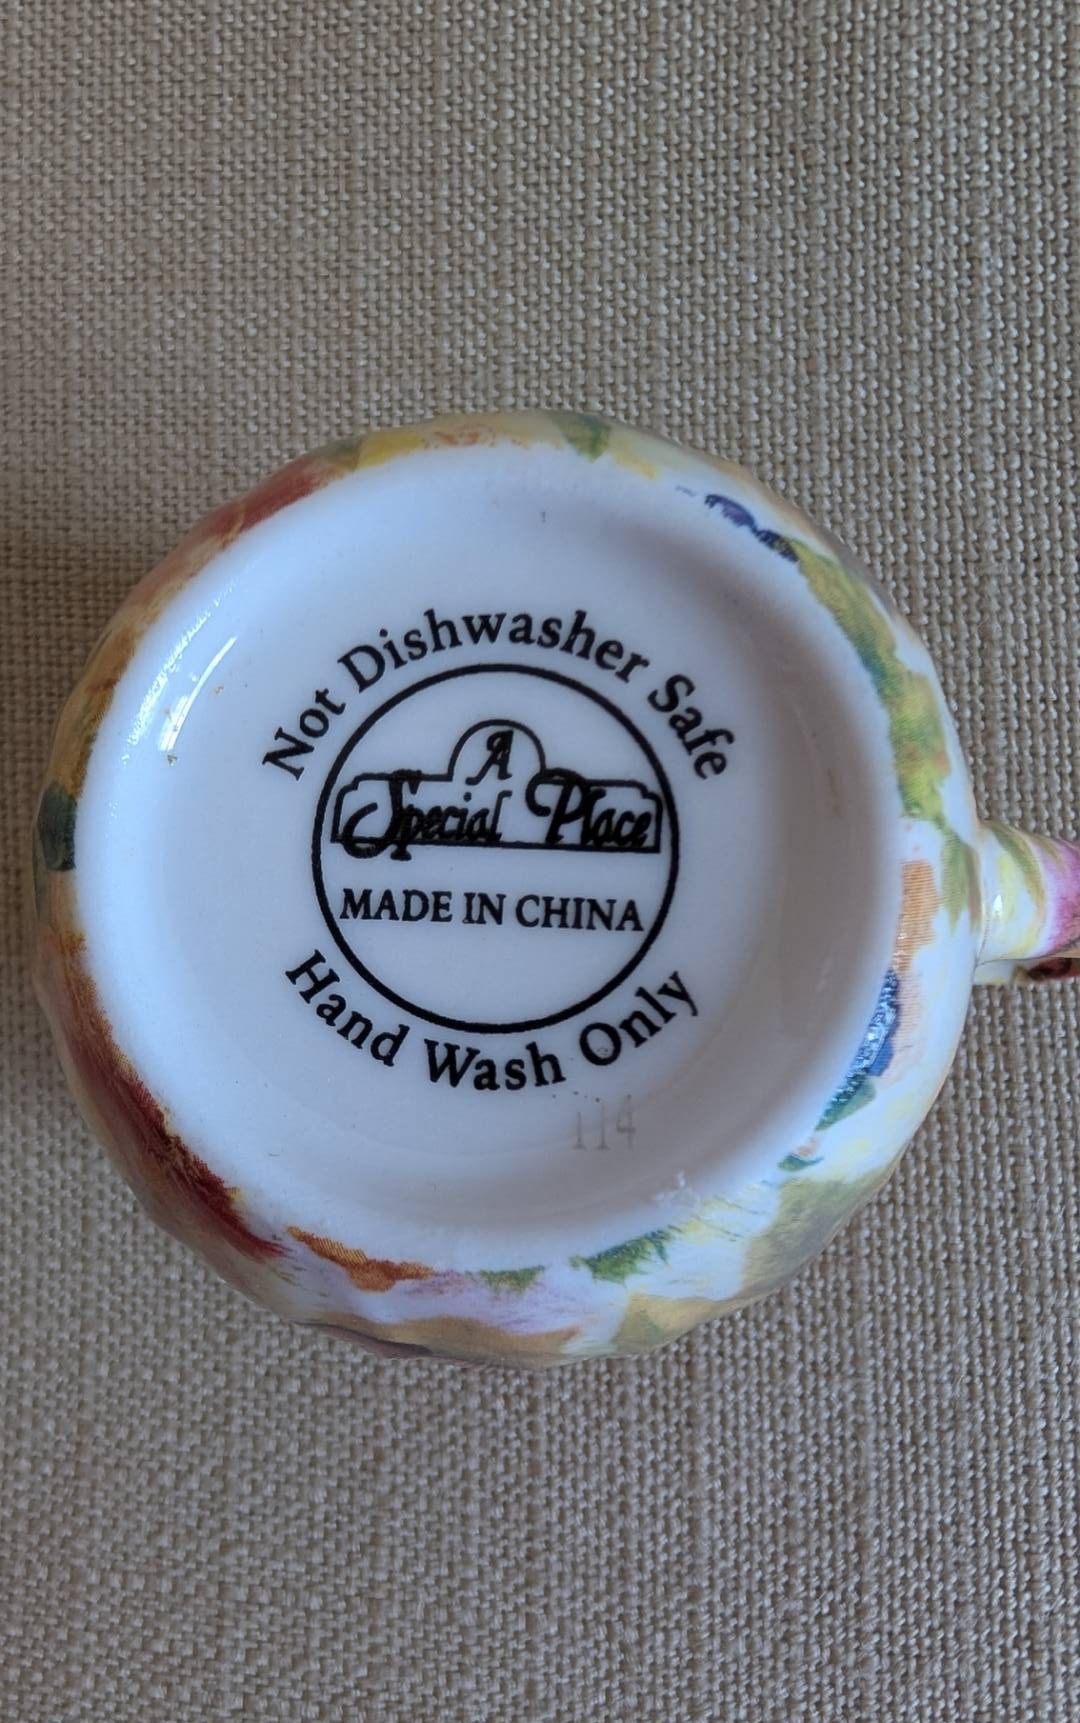 Not Dishwasher Safe
A
Special Place
MADE IN CHINA
Hand Wash Only
114